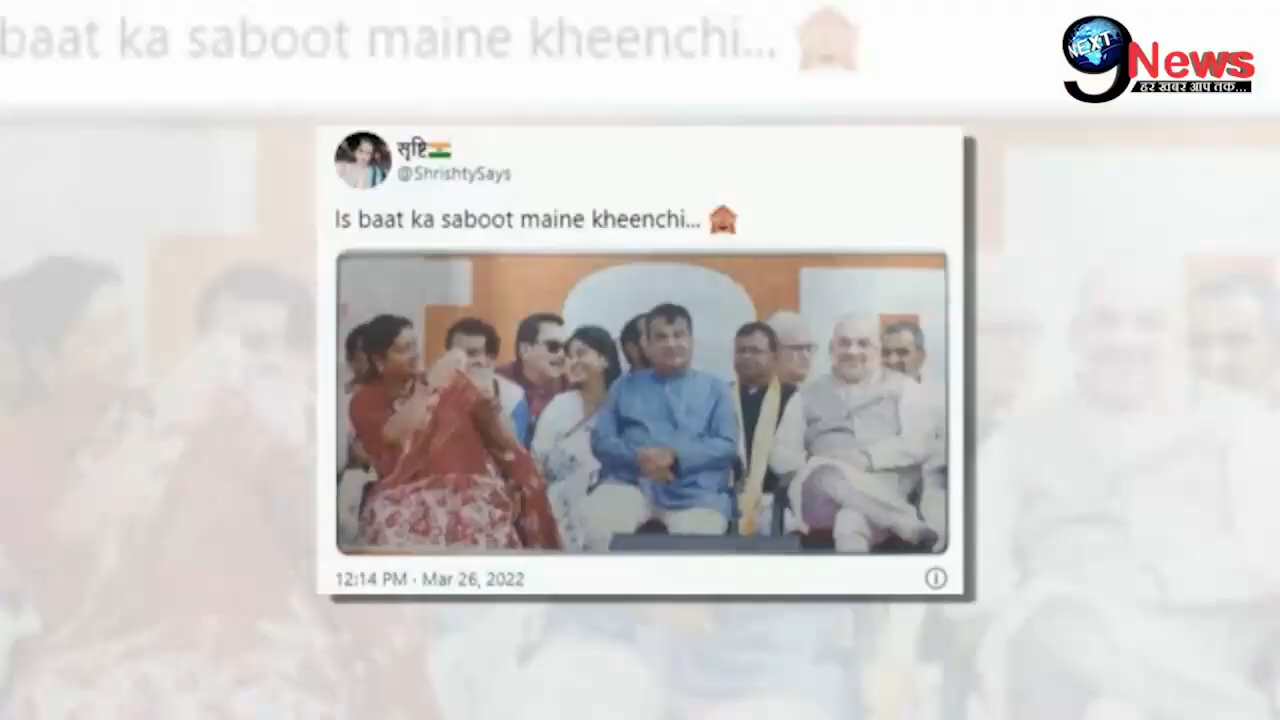 baat ka saboot maine kheenchi...
NEXT
9 News
हर खबर आप तक...
सृष्टि
@ShrishtySays
Is baat ka saboot maine kheenchi...
12:14 PM · Mar 26, 2022